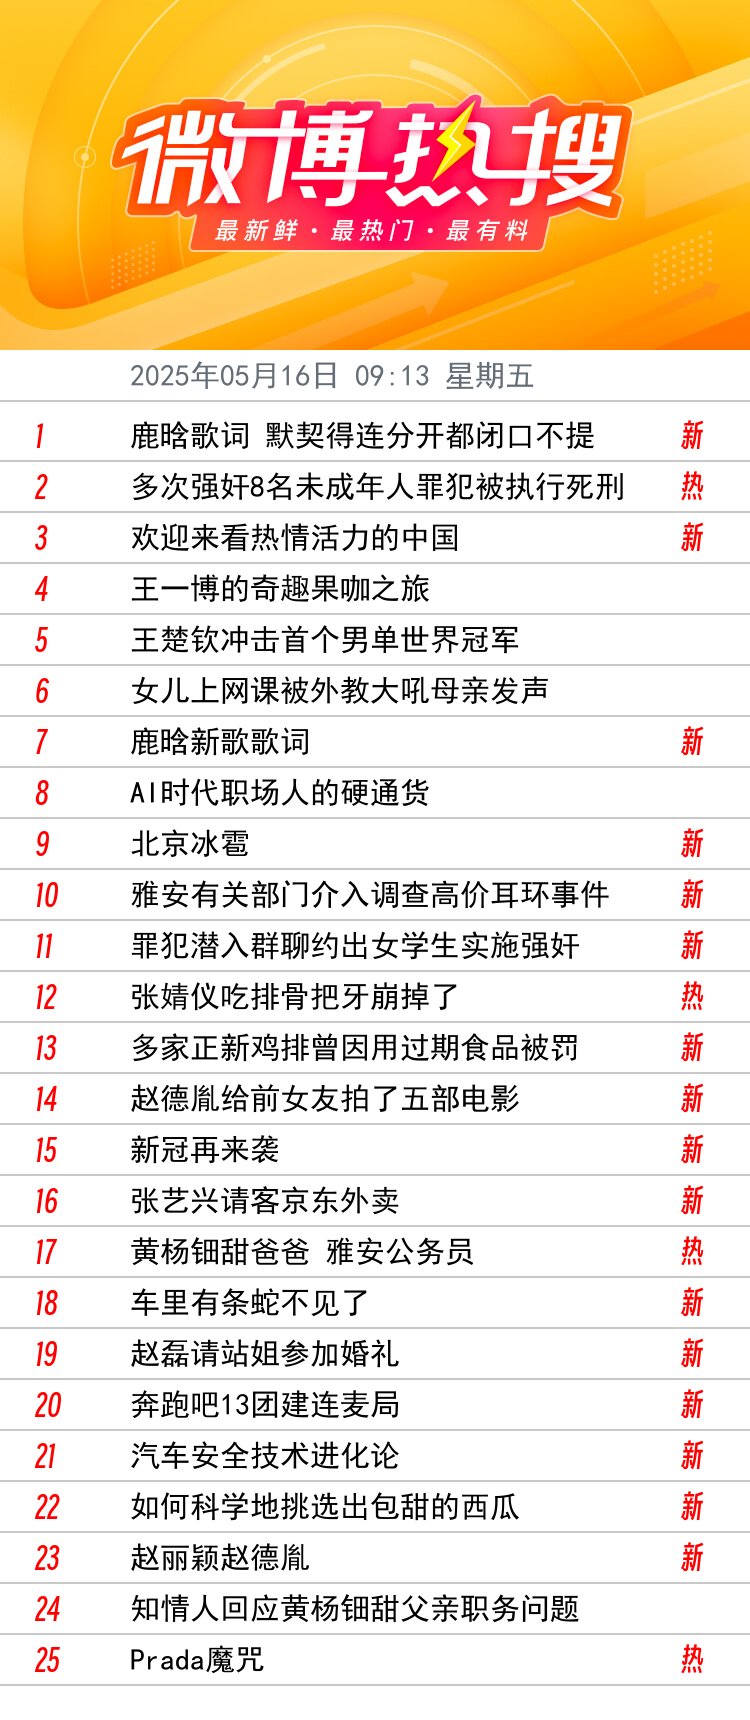 微博热搜
最新鲜·最热门·最有料
2025年05月16日 09:13 星期五
1 鹿晗歌词 默契得连分开都闭口不提 新
2 多次强奸8名未成年人罪犯被执行死刑 热
3 欢迎来看热情活力的中国 新
4 王一博的奇趣果咖之旅
5 王楚钦冲击首个男单世界冠军
6 女儿上网课被外教大吼母亲发声
7 鹿晗新歌歌词 新
8 AI时代职场人的硬通货
9 北京冰雹 新
10 雅安有关部门介入调查高价耳环事件 新
11 罪犯潜入群聊约出女学生实施强奸 新
12 张婧仪吃排骨把牙崩掉了 热
13 多家正新鸡排曾因用过期食品被罚 新
14 赵德胤给前女友拍了五部电影 新
15 新冠再来袭 新
16 张艺兴请客京东外卖 新
17 黄杨钿甜爸爸 雅安公务员 热
18 车里有条蛇不见了 新
19 赵磊请站姐参加婚礼 新
20 奔跑吧13团建连麦局 新
21 汽车安全技术进化论 新
22 如何科学地挑选出包甜的西瓜 新
23 赵丽颖赵德胤 新
24 知情人回应黄杨钿甜父亲职务问题
25 Prada魔咒 热